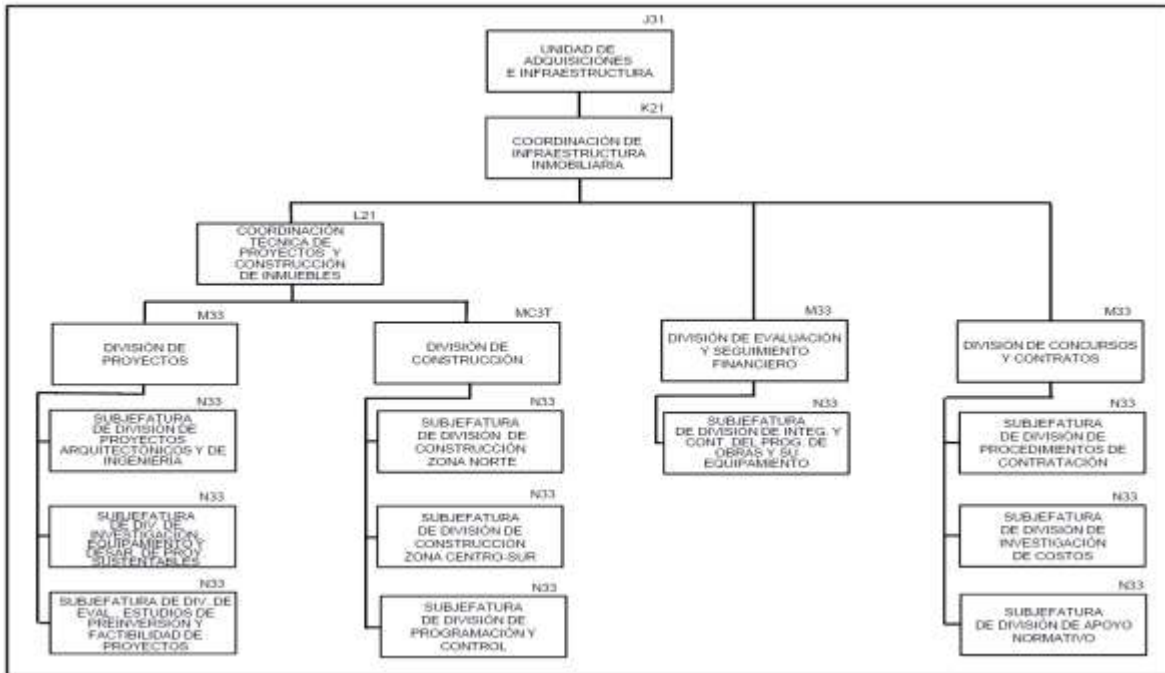 J31
UNIDAD DE
ADQUISICIONES
E INFRAESTRUCTURA
K21
COORDINACIÓN DE
INFRAESTRUCTURA
INMOBILIARIA
L21
COORDINACIÓN
TÉCNICA DE
PROYECTOS Y
CONSTRUCCIÓN
DE INMUEBLES
M33
DIVISIÓN DE
PROYECTOS
MC3T
DIVISIÓN DE
CONSTRUCCIÓN
M33
DIVISIÓN DE EVALUACIÓN
Y SEGUIMIENTO
FINANCIERO
M33
DIVISIÓN DE CONCURSOS
Y CONTRATOS
N33
SUBJEFATURA
DE DIVISIÓN DE
PROYECTOS
ARQUITECTÓNICOS Y DE
INGENIERÍA
N33
SUBJEFATURA
DE DIVISIÓN DE
CONSTRUCCIÓN
ZONA NORTE
N33
SUBJEFATURA
DE DIVISIÓN DE INTEG. Y
CONT. DEL PROG. DE
OBRAS Y SU
EQUIPAMIENTO
N33
SUBJEFATURA
DE DIVISIÓN DE
PROCEDIMIENTOS DE
CONTRATACIÓN
N33
SUBJEFATURA
DE DIV. DE
INVESTIGACIÓN,
EQUIPAMIENTO Y
DESAR. DE PROY.
SUSTENTABLES
N33
SUBJEFATURA
DE DIVISIÓN DE
CONSTRUCCIÓN
ZONA CENTRO-SUR
N33
SUBJEFATURA
DE DIVISIÓN DE
INVESTIGACIÓN
DE COSTOS
N33
SUBJEFATURA DE DIV. DE
EVAL., ESTUDIOS DE
PREINVERSIÓN Y
FACTIBILIDAD DE
PROYECTOS
N33
SUBJEFATURA
DE DIVISIÓN DE
PROGRAMACIÓN Y
CONTROL
N33
SUBJEFATURA
DE DIVISIÓN DE APOYO
NORMATIVO